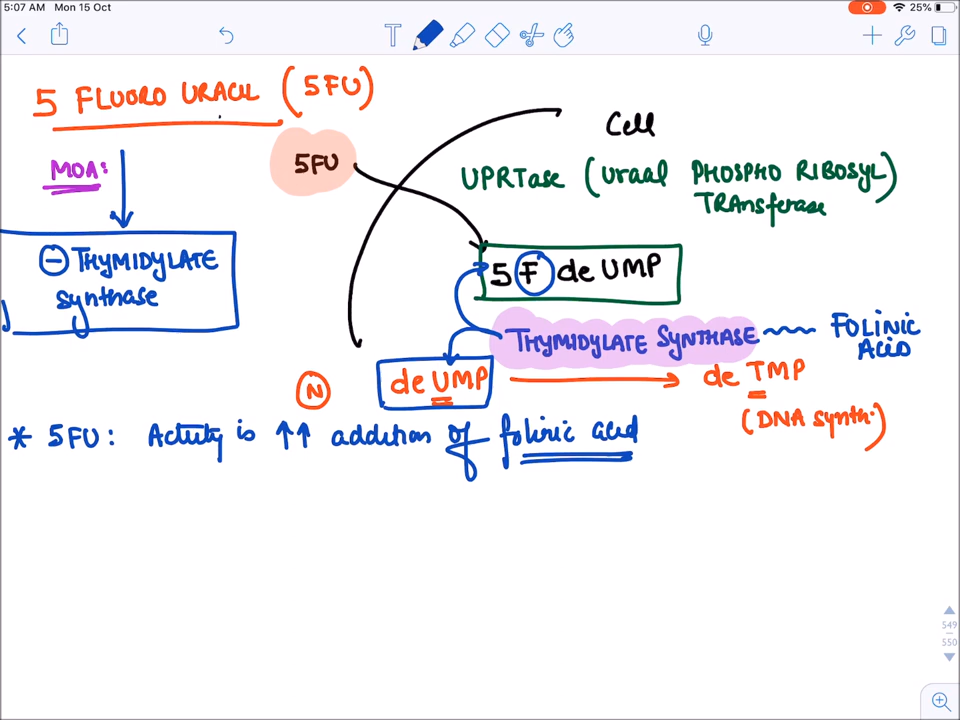 5:07 AM Mon 15 Oct
25%
T
5 FLUORO URACIL (5FU)
MOA:
5FU
Cell
UPRTase (Uraal PHOSPHO RIBOSYL)
TRAnsferase
⊖ THYMIDYLATE
synthase
5 F de UMP
THYMIDYLATE SYNTHASE
FOLINIC
ACID
N
de UMP
de TMP
(DNA synth.)
* 5FU: Activity is ↑↑ addition of folinic acid
549
550